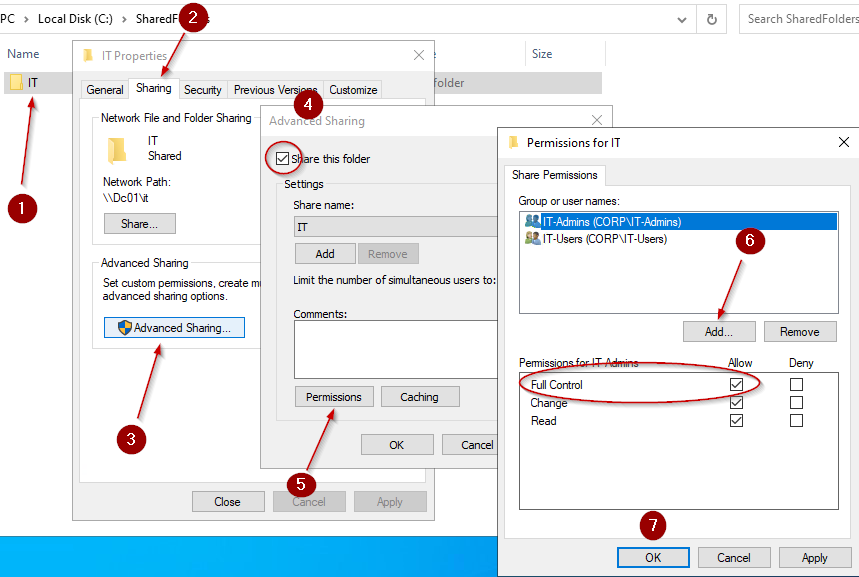 PC > Local Disk (C:) > SharedFolders
Search SharedFolders
Name
Size
IT
folder
1
2
IT Properties
General
Sharing
Security
Previous Versions
Customize
Network File and Folder Sharing
IT
Shared
Network Path:
\\Dc01\it
Share...
Advanced Sharing
Set custom permissions, create
advanced sharing options.
Advanced Sharing...
3
Close
Cancel
Apply
4
Advanced Sharing
Share this folder
Settings
Share name:
IT
Add
Remove
Limit the number of simultaneous users to:
Comments:
Permissions
Caching
5
OK
Cancel
Permissions for IT
Share Permissions
Group or user names:
IT-Admins (CORP\IT-Admins)
IT-Users (CORP\IT-Users)
6
Add...
Remove
Permissions for IT-Admins
Allow
Deny
Full Control
Change
Read
7
OK
Cancel
Apply